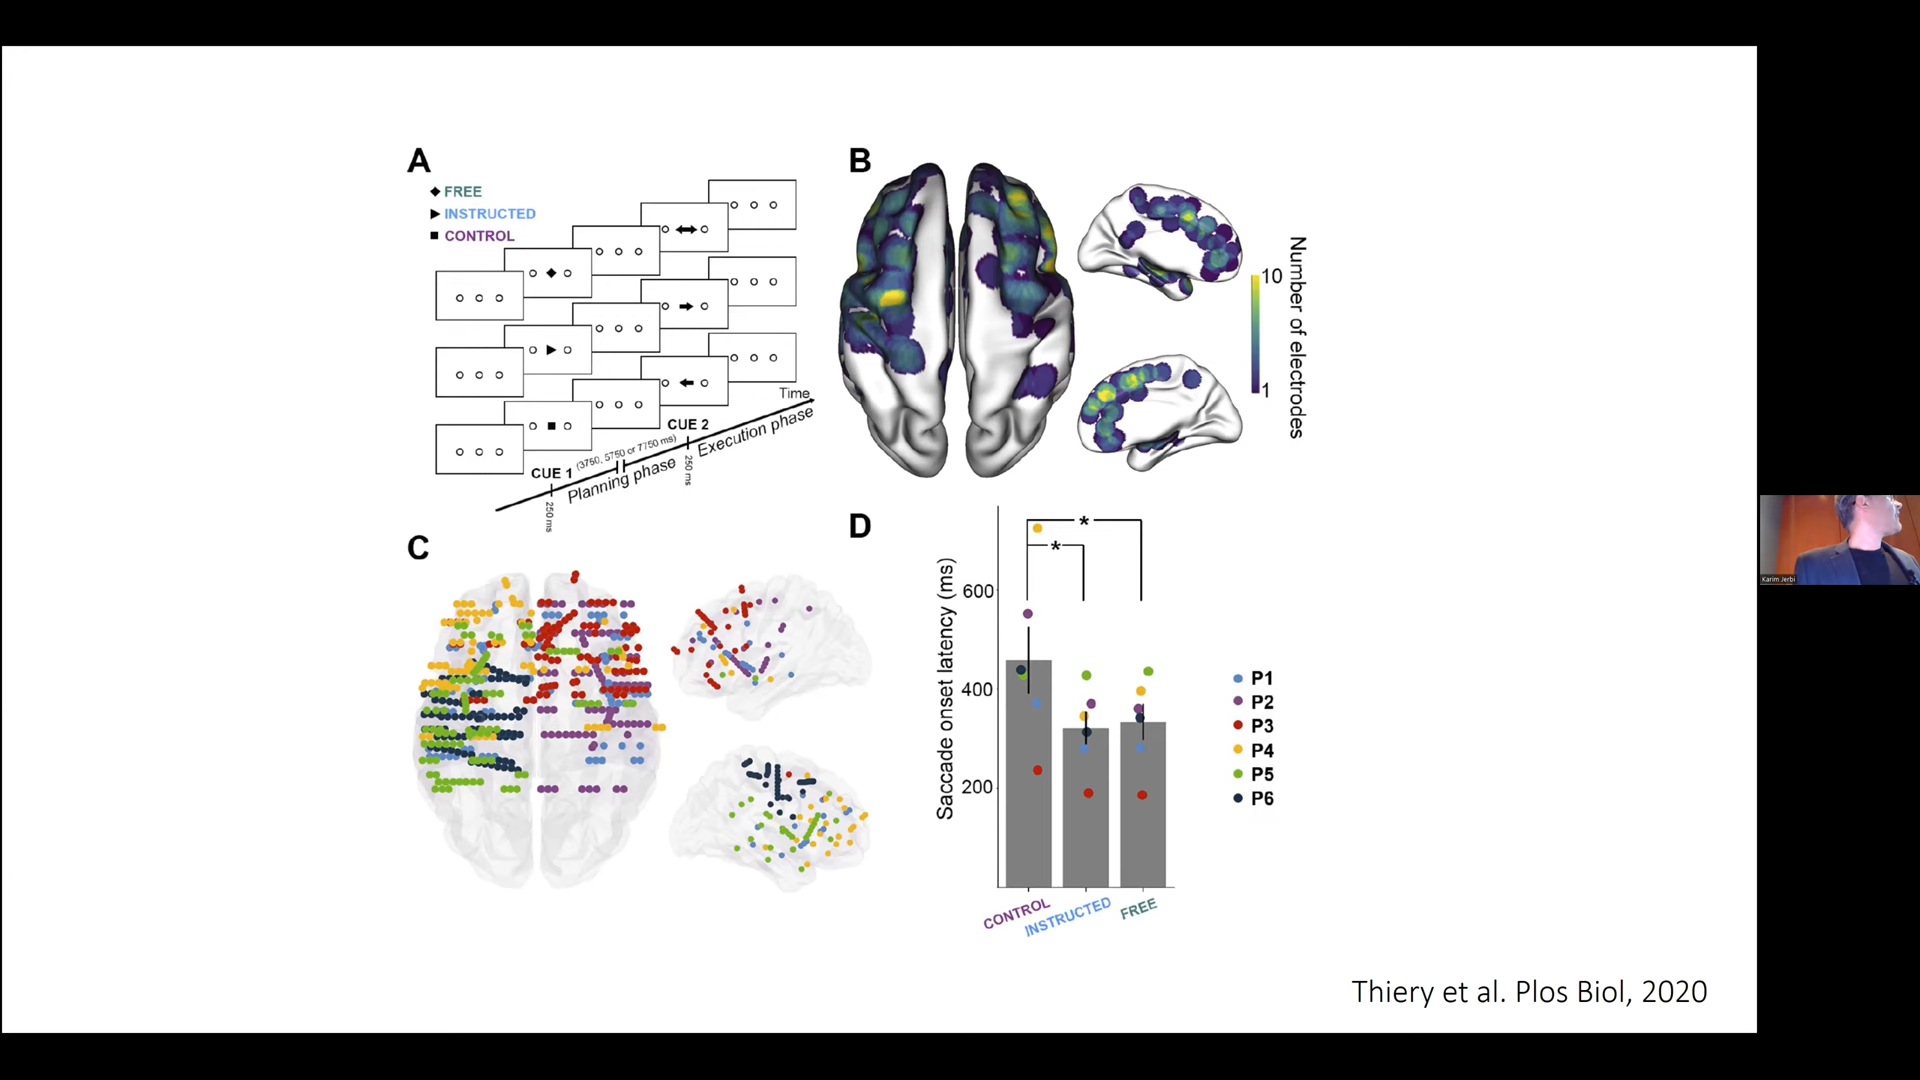 A
FREE
INSTRUCTED
CONTROL
Time
CUE 2
Execution phase
(3750, 5750 or 7750 ms)
CUE 1
Planning phase
250 ms
250 ms
B
10
1
Number of electrodes
C
D
*
*
600
400
200
Saccade onset latency (ms)
CONTROL
INSTRUCTED
FREE
P1
P2
P3
P4
P5
P6
Thiery et al. Plos Biol, 2020
Karim Jerbi